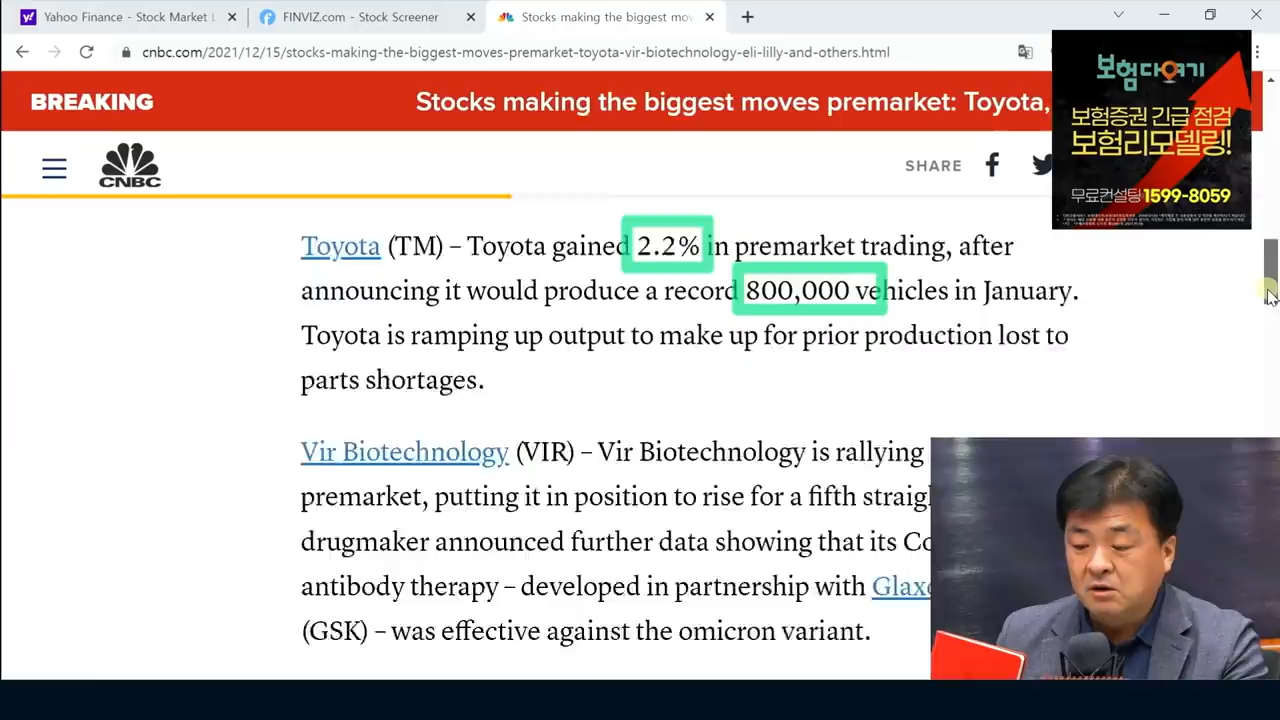 Yahoo Finance - Stock Market L
FINVIZ.com - Stock Screener
Stocks making the biggest mov
cnbc.com/2021/12/15/stocks-making-the-biggest-moves-premarket-toyota-vir-biotechnology-eli-lilly-and-others.html
BREAKING
Stocks making the biggest moves premarket: Toyota,
CNBC
SHARE
보험다여기
보험증권 긴급 점검
보험리모델링!
무료컨설팅 1599-8059
Toyota (TM) – Toyota gained 2.2% in premarket trading, after
announcing it would produce a record 800,000 vehicles in January.
Toyota is ramping up output to make up for prior production lost to
parts shortages.
Vir Biotechnology (VIR) – Vir Biotechnology is rallying
premarket, putting it in position to rise for a fifth straigh
drugmaker announced further data showing that its Co
antibody therapy – developed in partnership with Glaxo
(GSK) – was effective against the omicron variant.